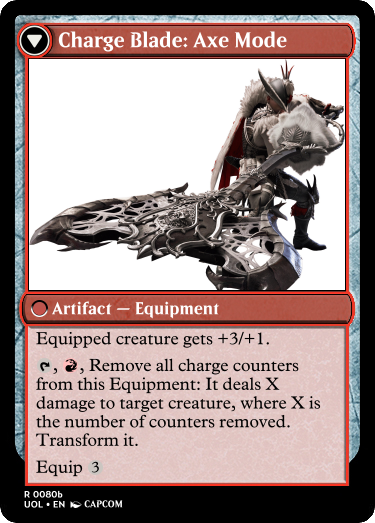 Charge Blade: Axe Mode
Artifact — Equipment
Equipped creature gets +3/+1.
, , Remove all charge counters
from this Equipment: It deals X
damage to target creature, where X is
the number of counters removed.
Transform it.
Equip 3
R 0080b
UOL • EN CAPCOM